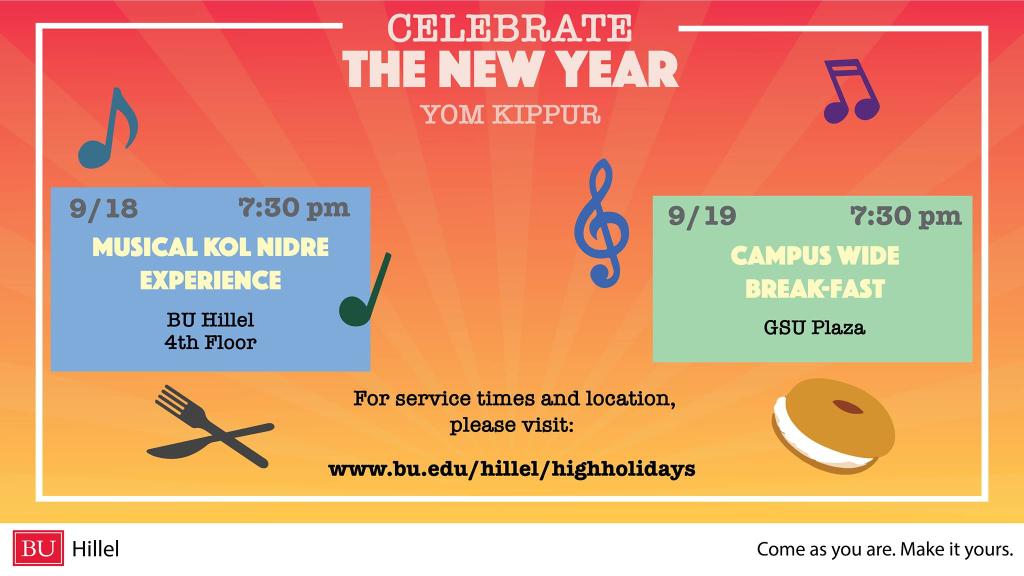 CELEBRATE
THE NEW YEAR
YOM KIPPUR
9/18 7:30 pm
MUSICAL KOL NIDRE
EXPERIENCE
BU Hillel
4th Floor
9/19 7:30 pm
CAMPUS WIDE
BREAK-FAST
GSU Plaza
For service times and location,
please visit:
www.bu.edu/hillel/highholidays
BU Hillel
Come as you are. Make it yours.